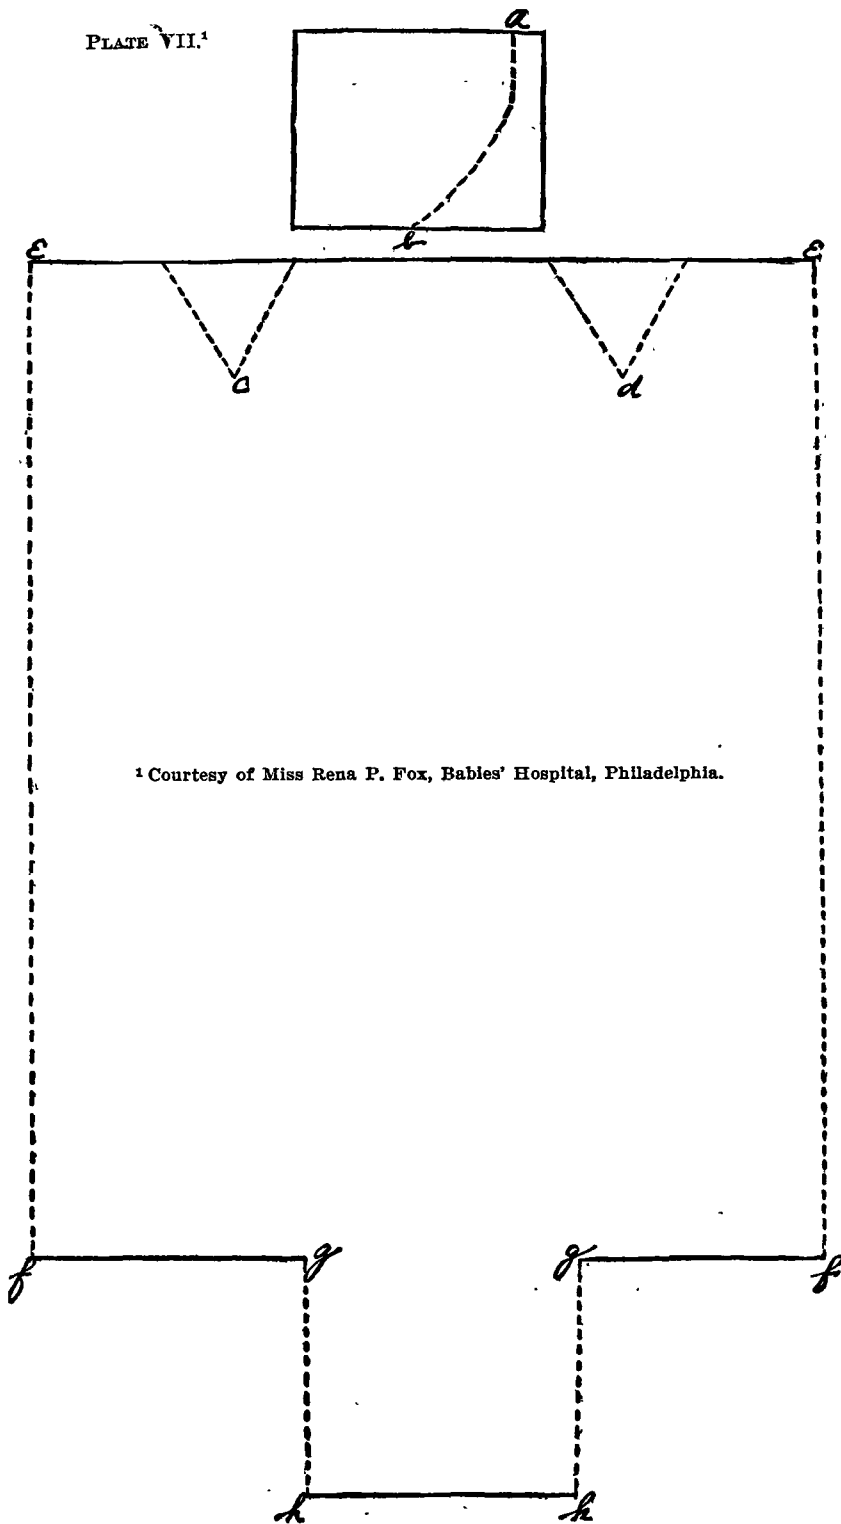 PLATE VII.¹
a
b
e e
c d
¹ Courtesy of Miss Rena P. Fox, Babies' Hospital, Philadelphia.
f g g f
h h